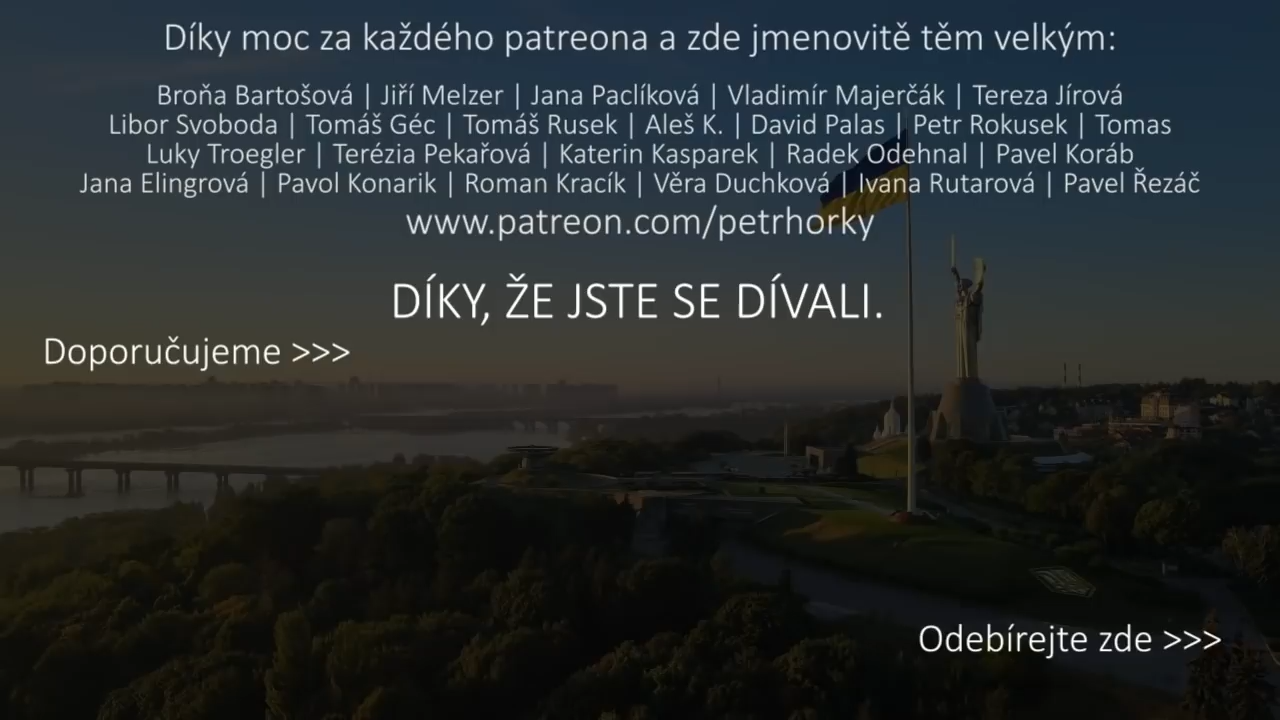 Díky moc za každého patreona a zde jmenovitě těm velkým:
Broňa Bartošová | Jiří Melzer | Jana Paclíková | Vladimír Majerčák | Tereza Jírová
Libor Svoboda | Tomáš Géc | Tomáš Rusek | Aleš K. | David Palas | Petr Rokusek | Tomas
Luky Troegler | Terézia Pekařová | Katerin Kasparek | Radek Odehnal | Pavel Koráb
Jana Elingrová | Pavol Konarik | Roman Kracík | Věra Duchková | Ivana Rutarová | Pavel Řezáč
www.patreon.com/petrhorky
DÍKY, ŽE JSTE SE DÍVALI.
Doporučujeme >>>
Odebírejte zde >>>